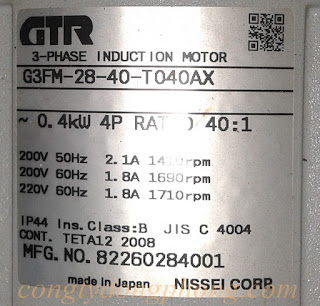 GTR
3-PHASE INDUCTION MOTOR
G3FM-28-40-T040AX
~ 0.4kW 4P RATIO 40:1
200V 50Hz 2.1A 1410rpm
200V 60Hz 1.8A 1690rpm
220V 60Hz 1.8A 1710rpm
IP44 Ins.Class:B JIS C 4004
CONT. TETA12 2008
MFG. NO. 82260284001
made in Japan NISSEI CORP.